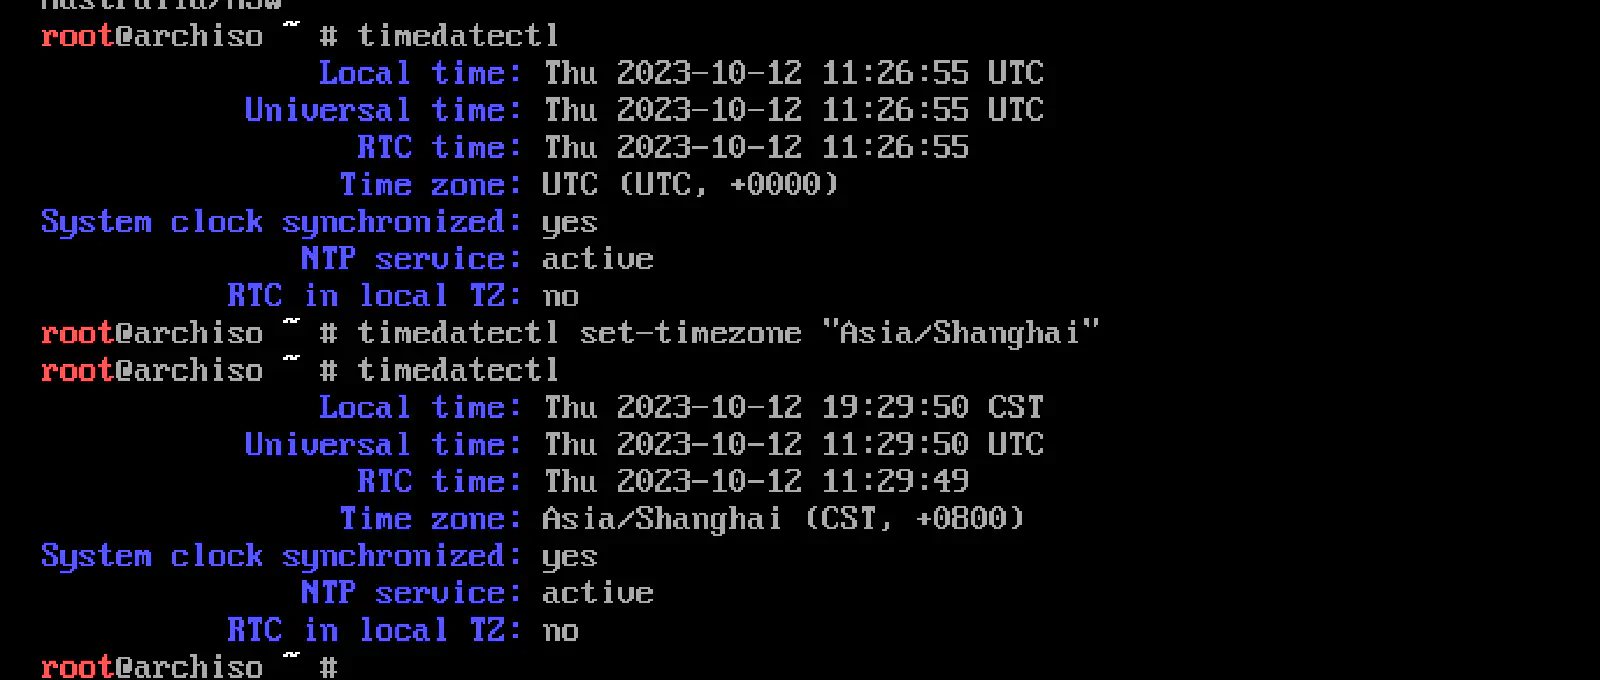 Australia/NSW
root@archiso ~ # timedatectl
Local time: Thu 2023-10-12 11:26:55 UTC
Universal time: Thu 2023-10-12 11:26:55 UTC
RTC time: Thu 2023-10-12 11:26:55
Time zone: UTC (UTC, +0000)
System clock synchronized: yes
NTP service: active
RTC in local TZ: no
root@archiso ~ # timedatectl set-timezone "Asia/Shanghai"
root@archiso ~ # timedatectl
Local time: Thu 2023-10-12 19:29:50 CST
Universal time: Thu 2023-10-12 11:29:50 UTC
RTC time: Thu 2023-10-12 11:29:49
Time zone: Asia/Shanghai (CST, +0800)
System clock synchronized: yes
NTP service: active
RTC in local TZ: no
root@archiso ~ #